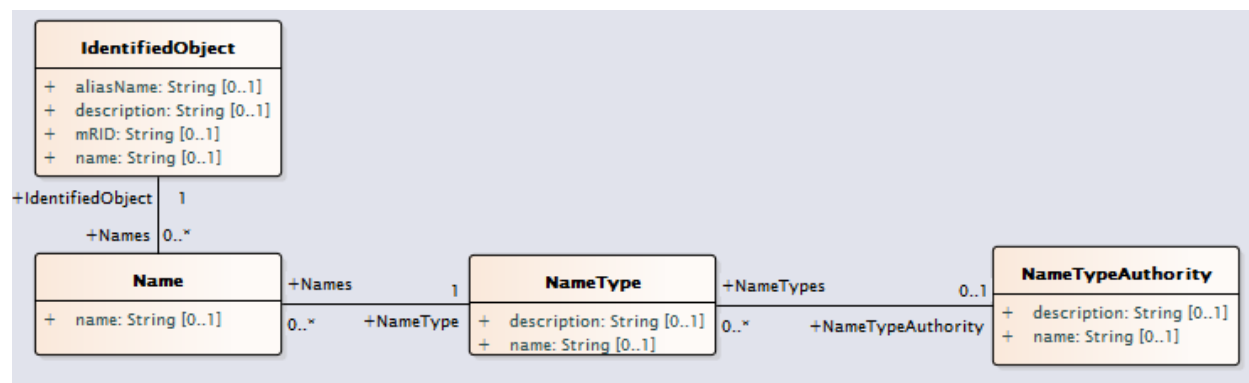 IdentifiedObject
+ aliasName: String [0..1]
+ description: String [0..1]
+ mRID: String [0..1]
+ name: String [0..1]
+IdentifiedObject 1
+Names 0..*
Name
+ name: String [0..1]
+Names 1
0..* +NameType
NameType
+ description: String [0..1]
+ name: String [0..1]
+NameTypes 0..1
0..* +NameTypeAuthority
NameTypeAuthority
+ description: String [0..1]
+ name: String [0..1]